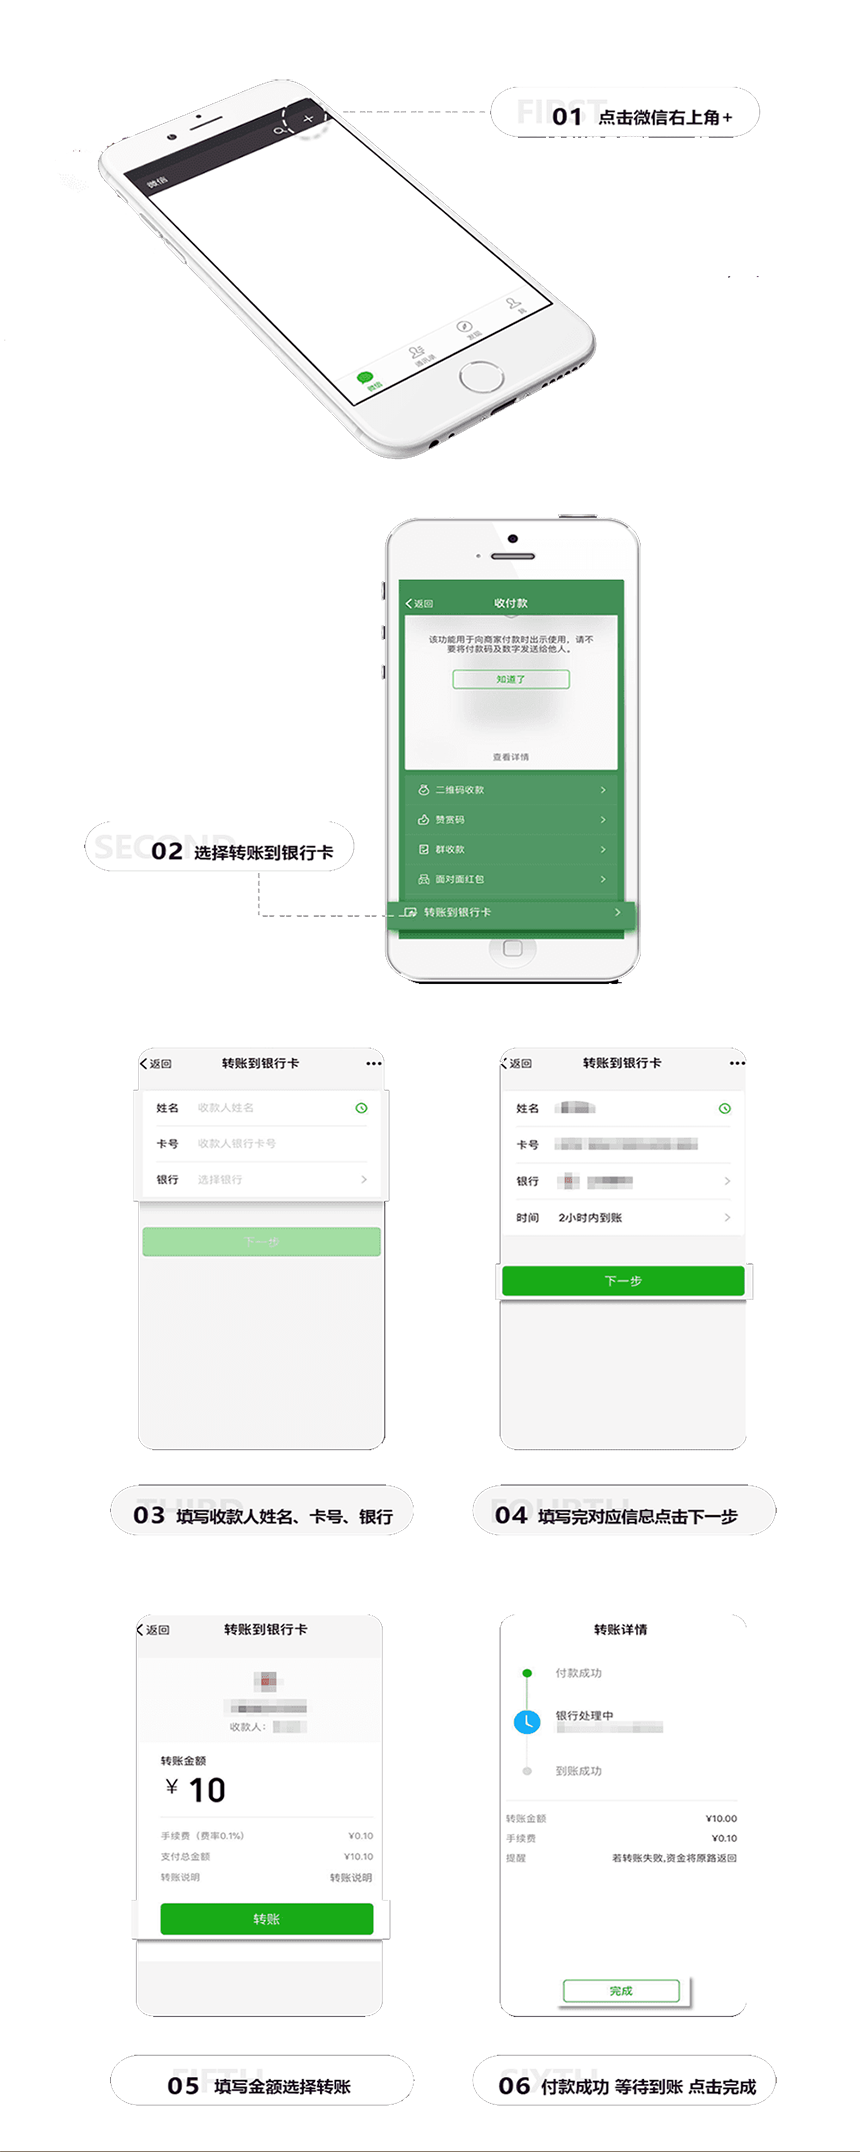 FIRST
01 点击微信右上角+
微信
微信
通讯录
发现
我
返回
收付款
该功能用于向商家付款时出示使用，请不
要将付款码及数字发送给他人。
知道了
查看详情
二维码收款
赞赏码
群收款
面对面红包
转账到银行卡
SECOND
02 选择转账到银行卡
返回
转账到银行卡
姓名 收款人姓名
卡号 收款人银行卡号
银行 选择银行
下一步
THIRD
03 填写收款人姓名、卡号、银行
返回
转账到银行卡
姓名
卡号
银行
时间 2小时内到账
下一步
FOURTH
04 填写完对应信息点击下一步
返回
转账到银行卡
收款人：
转账金额
¥ 10
手续费（费率0.1%） ¥0.10
支付总金额 ¥10.10
转账说明 转账说明
转账
FIFTH
05 填写金额选择转账
转账详情
付款成功
银行处理中
到账成功
转账金额 ¥10.00
手续费 ¥0.10
提醒 若转账失败,资金将原路返回
完成
SIXTH
06 付款成功 等待到账 点击完成